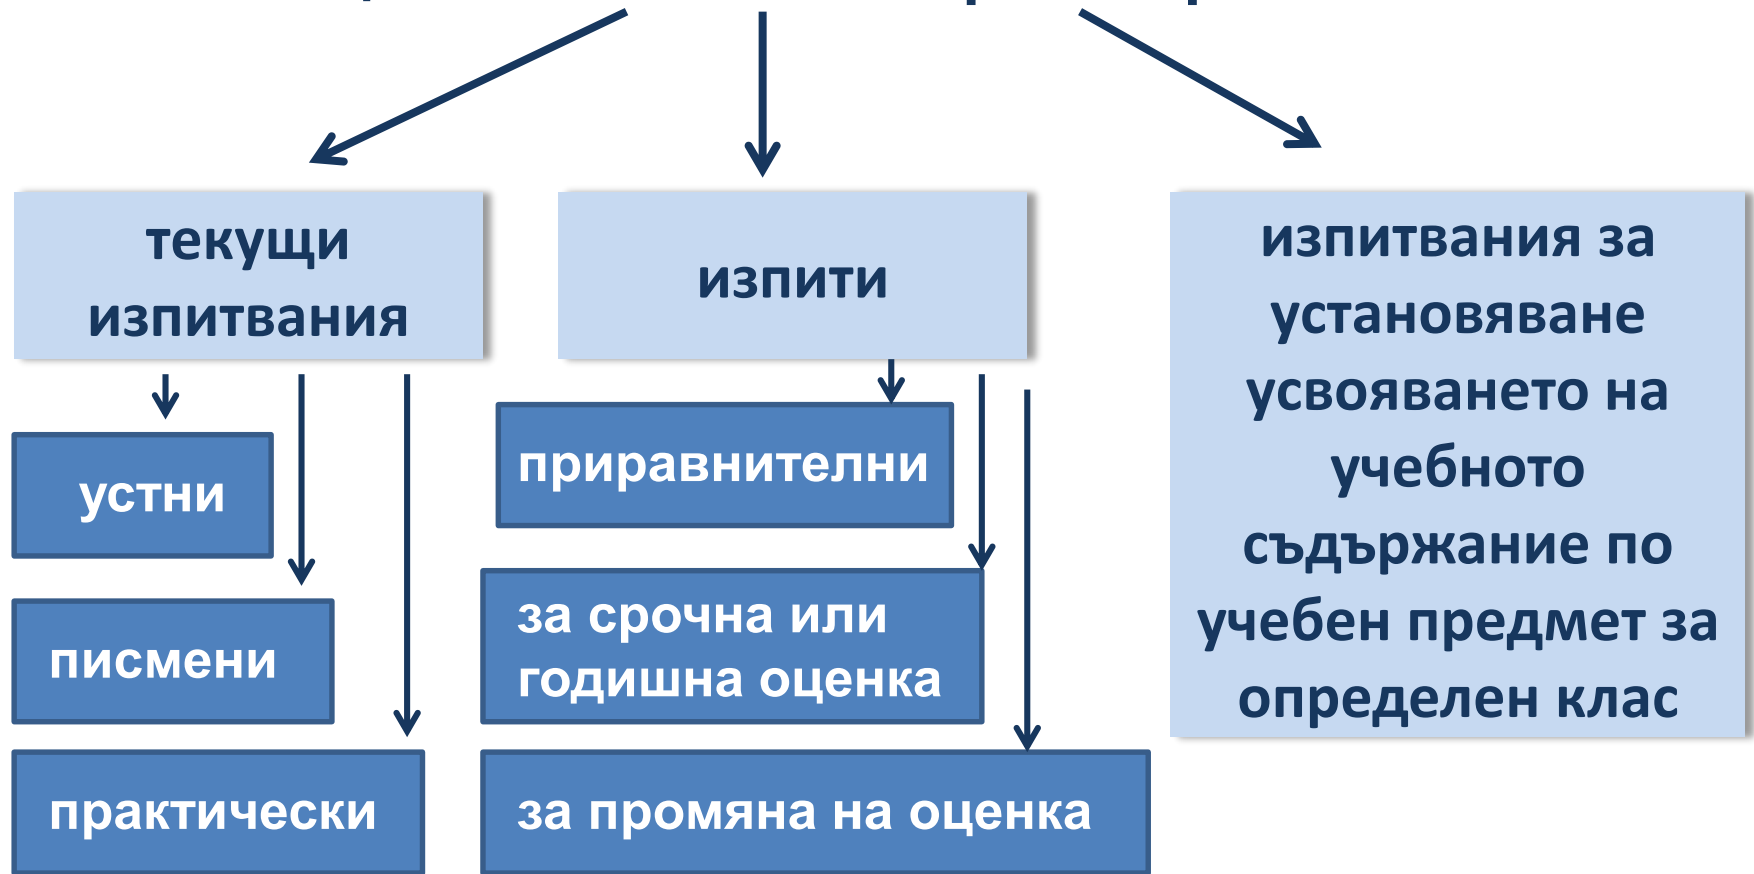 текущи
изпитвания
устни
писмени
практически
изпити
приравнителни
за срочна или
годишна оценка
за промяна на оценка
изпитвания за
установяване
усвояването на
учебното
съдържание по
учебен предмет за
определен клас